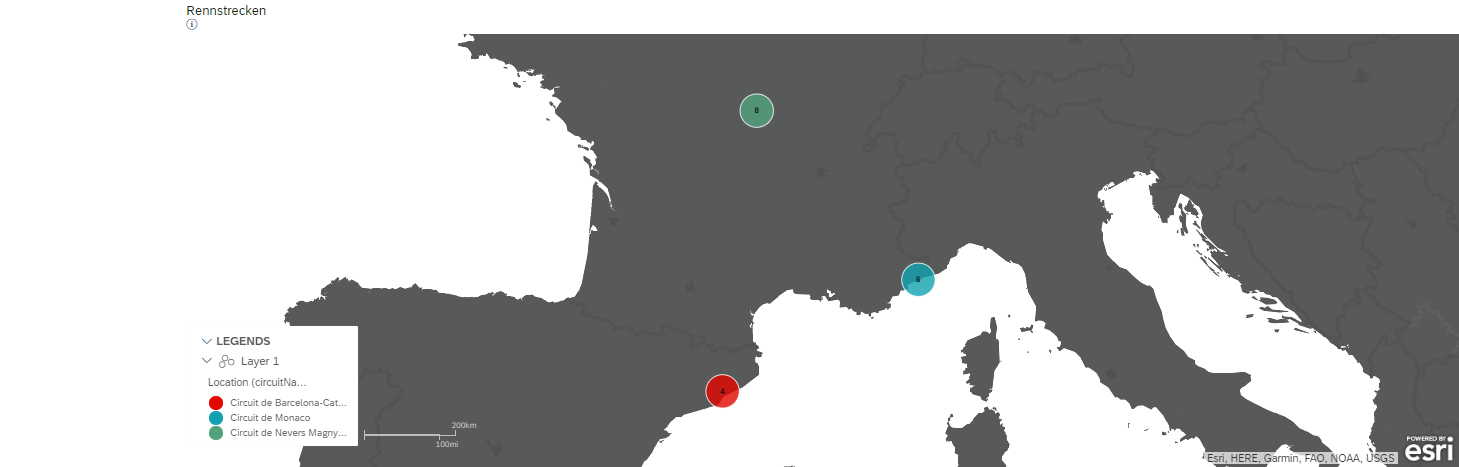 Rennstrecken
8
6
4
LEGENDS
Layer 1
Location (circuitNa...
Circuit de Barcelona-Cat...
Circuit de Monaco
Circuit de Nevers Magny...
200km
100mi
Esri, HERE, Garmin, FAO, NOAA, USGS
POWERED BY
esri